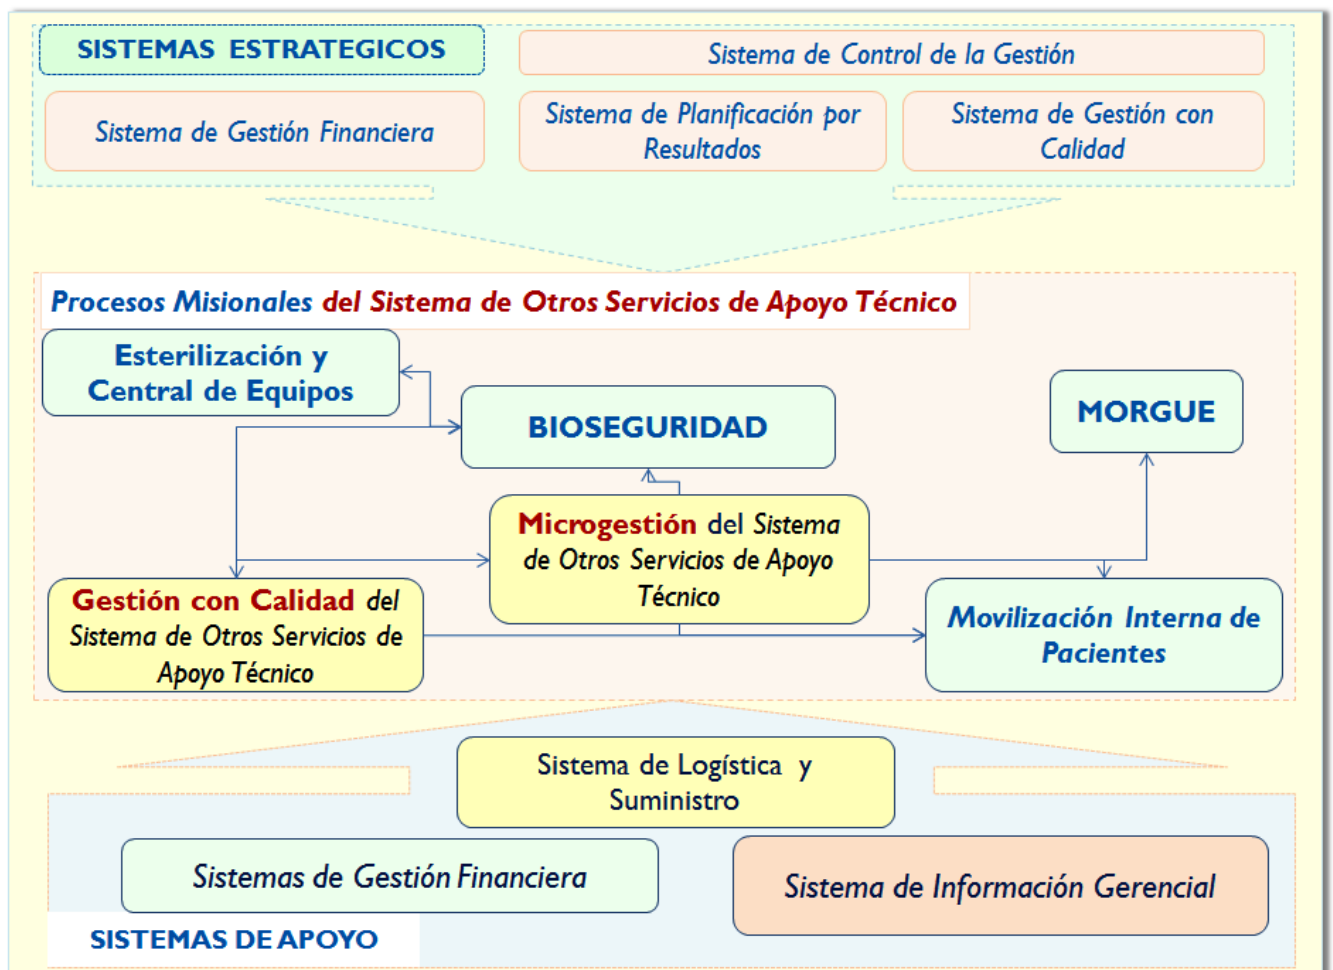 SISTEMAS ESTRATEGICOS
Sistema de Control de la Gestión
Sistema de Gestión Financiera
Sistema de Planificación por
Resultados
Sistema de Gestión con
Calidad
Procesos Misionales del Sistema de Otros Servicios de Apoyo Técnico
Esterilización y
Central de Equipos
BIOSEGURIDAD
MORGUE
Microgestión del Sistema
de Otros Servicios de Apoyo
Técnico
Gestión con Calidad del
Sistema de Otros Servicios de
Apoyo Técnico
Movilización Interna de
Pacientes
Sistema de Logística y
Suministro
Sistemas de Gestión Financiera
Sistema de Información Gerencial
SISTEMAS DE APOYO